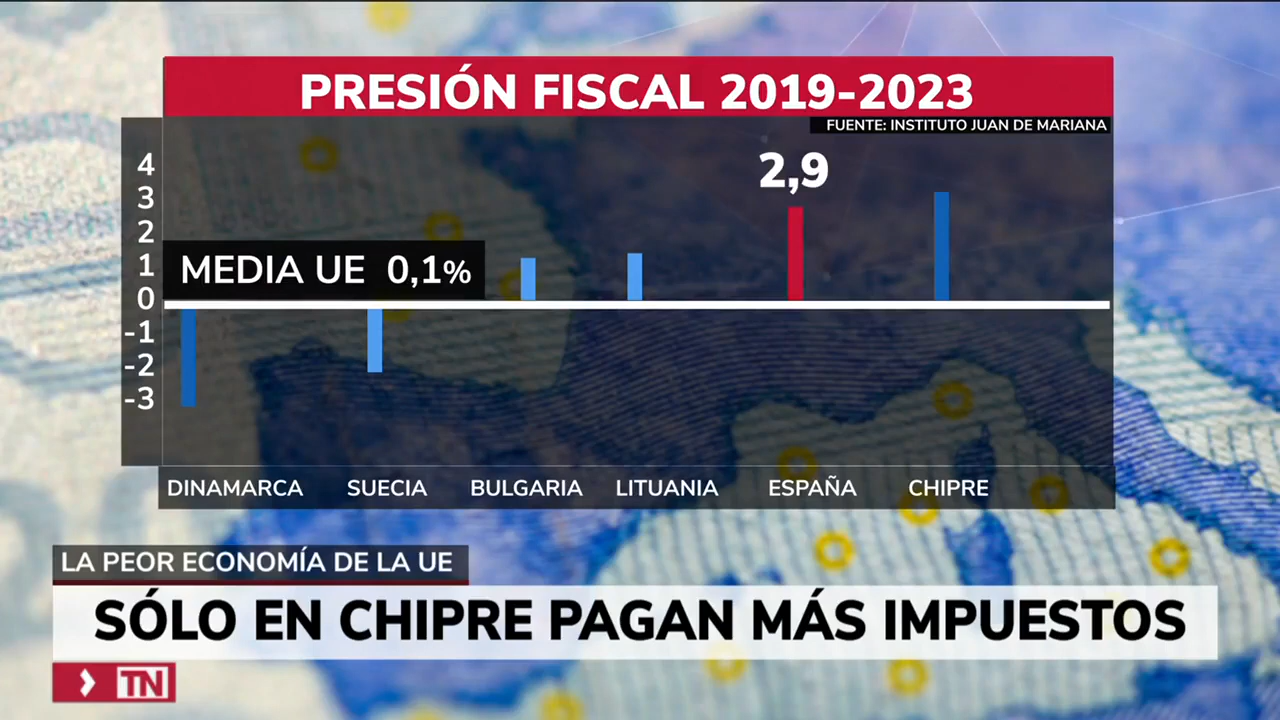 PRESIÓN FISCAL 2019-2023
FUENTE: INSTITUTO JUAN DE MARIANA
4
3
2
1
0
-1
-2
-3
2,9
MEDIA UE 0,1%
DINAMARCA SUECIA BULGARIA LITUANIA ESPAÑA CHIPRE
LA PEOR ECONOMÍA DE LA UE
SÓLO EN CHIPRE PAGAN MÁS IMPUESTOS
TN